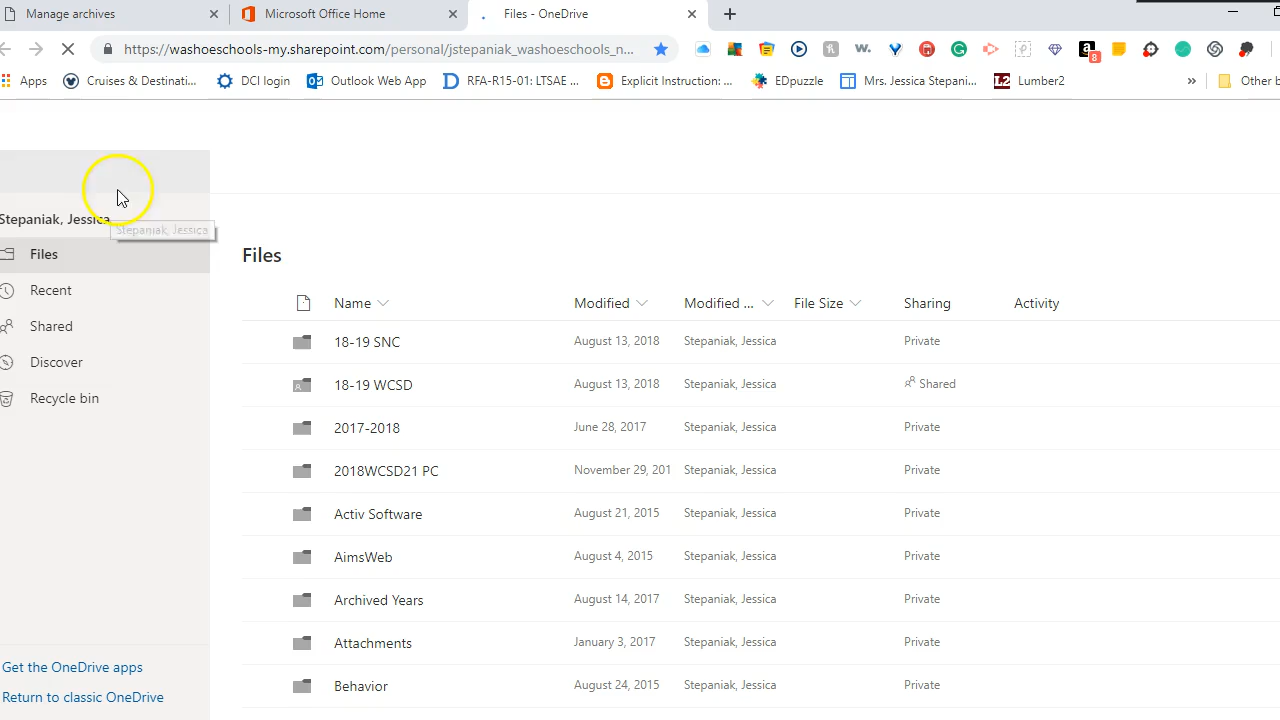 Manage archives
Microsoft Office Home
Files - OneDrive
https://washoeschools-my.sharepoint.com/personal/jstepaniak_washoeschools_n...
8
Apps
Cruises & Destinati...
DCI login
Outlook Web App
RFA-R15-01: LTSAE ...
Explicit Instruction: ...
EDpuzzle
Mrs. Jessica Stepani...
L2 Lumber2
»
Other b
Stepaniak, Jessica
Stepaniak, Jessica
Files
Recent
Shared
Discover
Recycle bin
Get the OneDrive apps
Return to classic OneDrive
Files
Name Modified Modified ... File Size Sharing Activity
18-19 SNC August 13, 2018 Stepaniak, Jessica Private
18-19 WCSD August 13, 2018 Stepaniak, Jessica Shared
2017-2018 June 28, 2017 Stepaniak, Jessica Private
2018WCSD21 PC November 29, 201 Stepaniak, Jessica Private
Activ Software August 21, 2015 Stepaniak, Jessica Private
AimsWeb August 4, 2015 Stepaniak, Jessica Private
Archived Years August 14, 2017 Stepaniak, Jessica Private
Attachments January 3, 2017 Stepaniak, Jessica Private
Behavior August 24, 2015 Stepaniak, Jessica Private